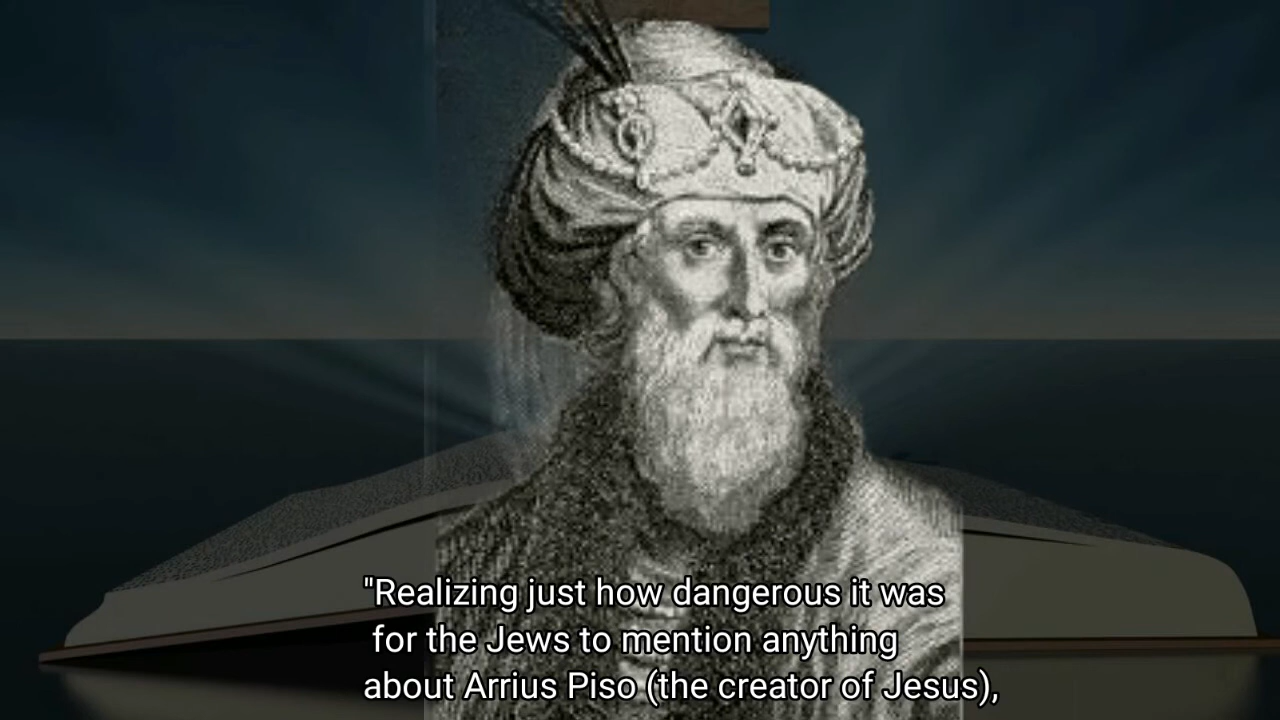 "Realizing just how dangerous it was
for the Jews to mention anything
about Arrius Piso (the creator of Jesus),